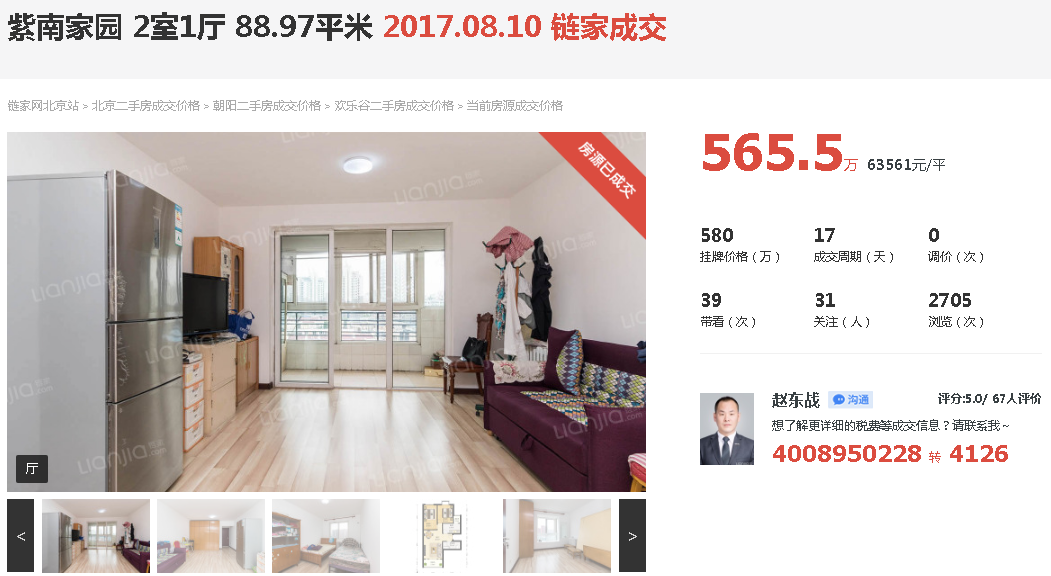 紫南家园 2室1厅 88.97平米 2017.08.10 链家成交
链家网北京站 > 北京二手房成交价格 > 朝阳二手房成交价格 > 欢乐谷二手房成交价格 > 当前房源成交价格
房源已成交
厅
< >
565.5万 63561元/平
580 17 0
挂牌价格（万） 成交周期（天） 调价（次）
39 31 2705
带看（次） 关注（人） 浏览（次）
赵东战 沟通 评分:5.0/ 67人评价
想了解更详细的税费等成交信息？请联系我~
4008950228 转 4126
Lianjia
Lianjia
Lianjia
Lianjia
Lianjia
Lianjia
Lianjia